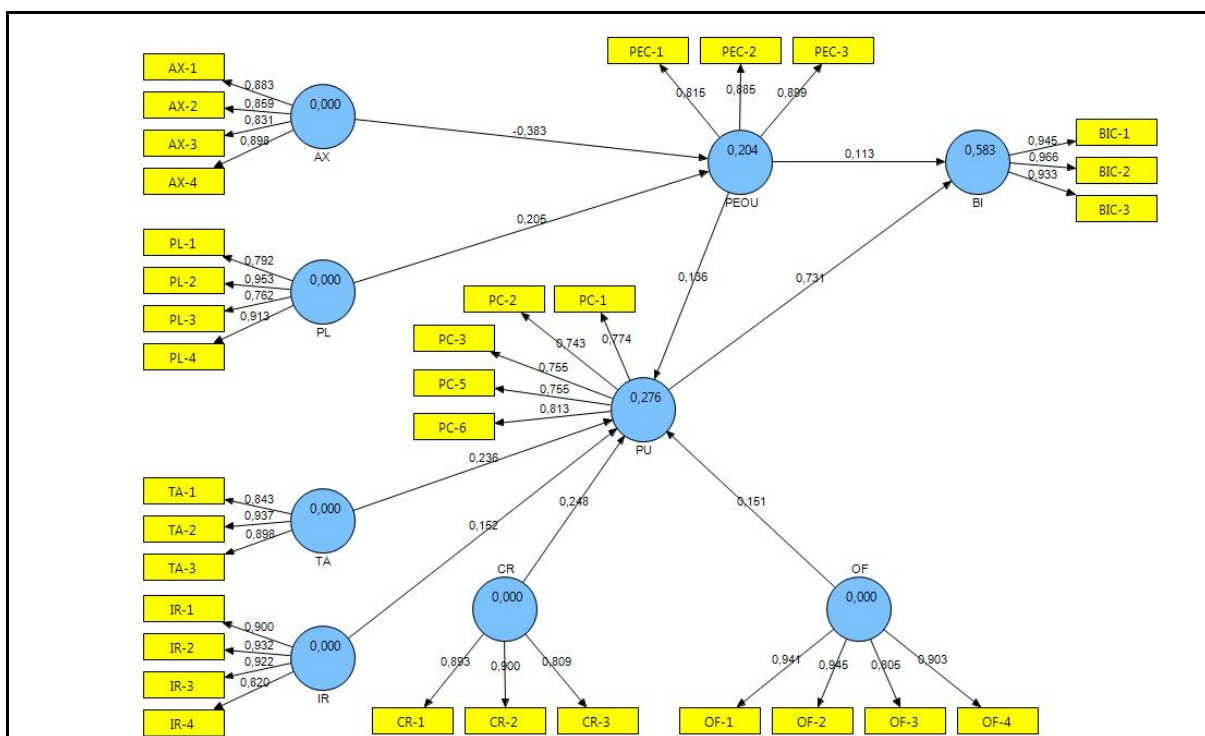 AX-1
AX-2
AX-3
AX-4
0,883
0,859
0,831
0,898
0,000
AX
-0,383
PEC-1
PEC-2
PEC-3
0,815
0,885
0,899
0,204
PEOU
0,113
0,583
BI
0,945
0,966
0,933
BIC-1
BIC-2
BIC-3
PL-1
PL-2
PL-3
PL-4
0,792
0,953
0,762
0,913
0,000
PL
0,205
0,136
0,731
PC-2
PC-1
PC-3
PC-5
PC-6
0,743
0,774
0,755
0,755
0,813
0,276
PU
TA-1
TA-2
TA-3
0,843
0,937
0,898
0,000
TA
0,236
0,152
0,248
0,151
IR-1
IR-2
IR-3
IR-4
0,900
0,932
0,922
0,820
0,000
IR
CR
0,000
0,893
0,900
0,809
CR-1
CR-2
CR-3
OF
0,000
0,941
0,945
0,805
0,903
OF-1
OF-2
OF-3
OF-4